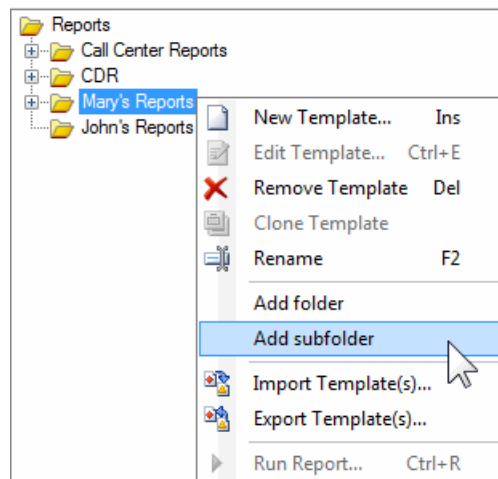 Reports
Call Center Reports
CDR
Mary's Reports
John's Reports
New Template... Ins
Edit Template... Ctrl+E
Remove Template Del
Clone Template
Rename F2
Add folder
Add subfolder
Import Template(s)...
Export Template(s)...
Run Report... Ctrl+R